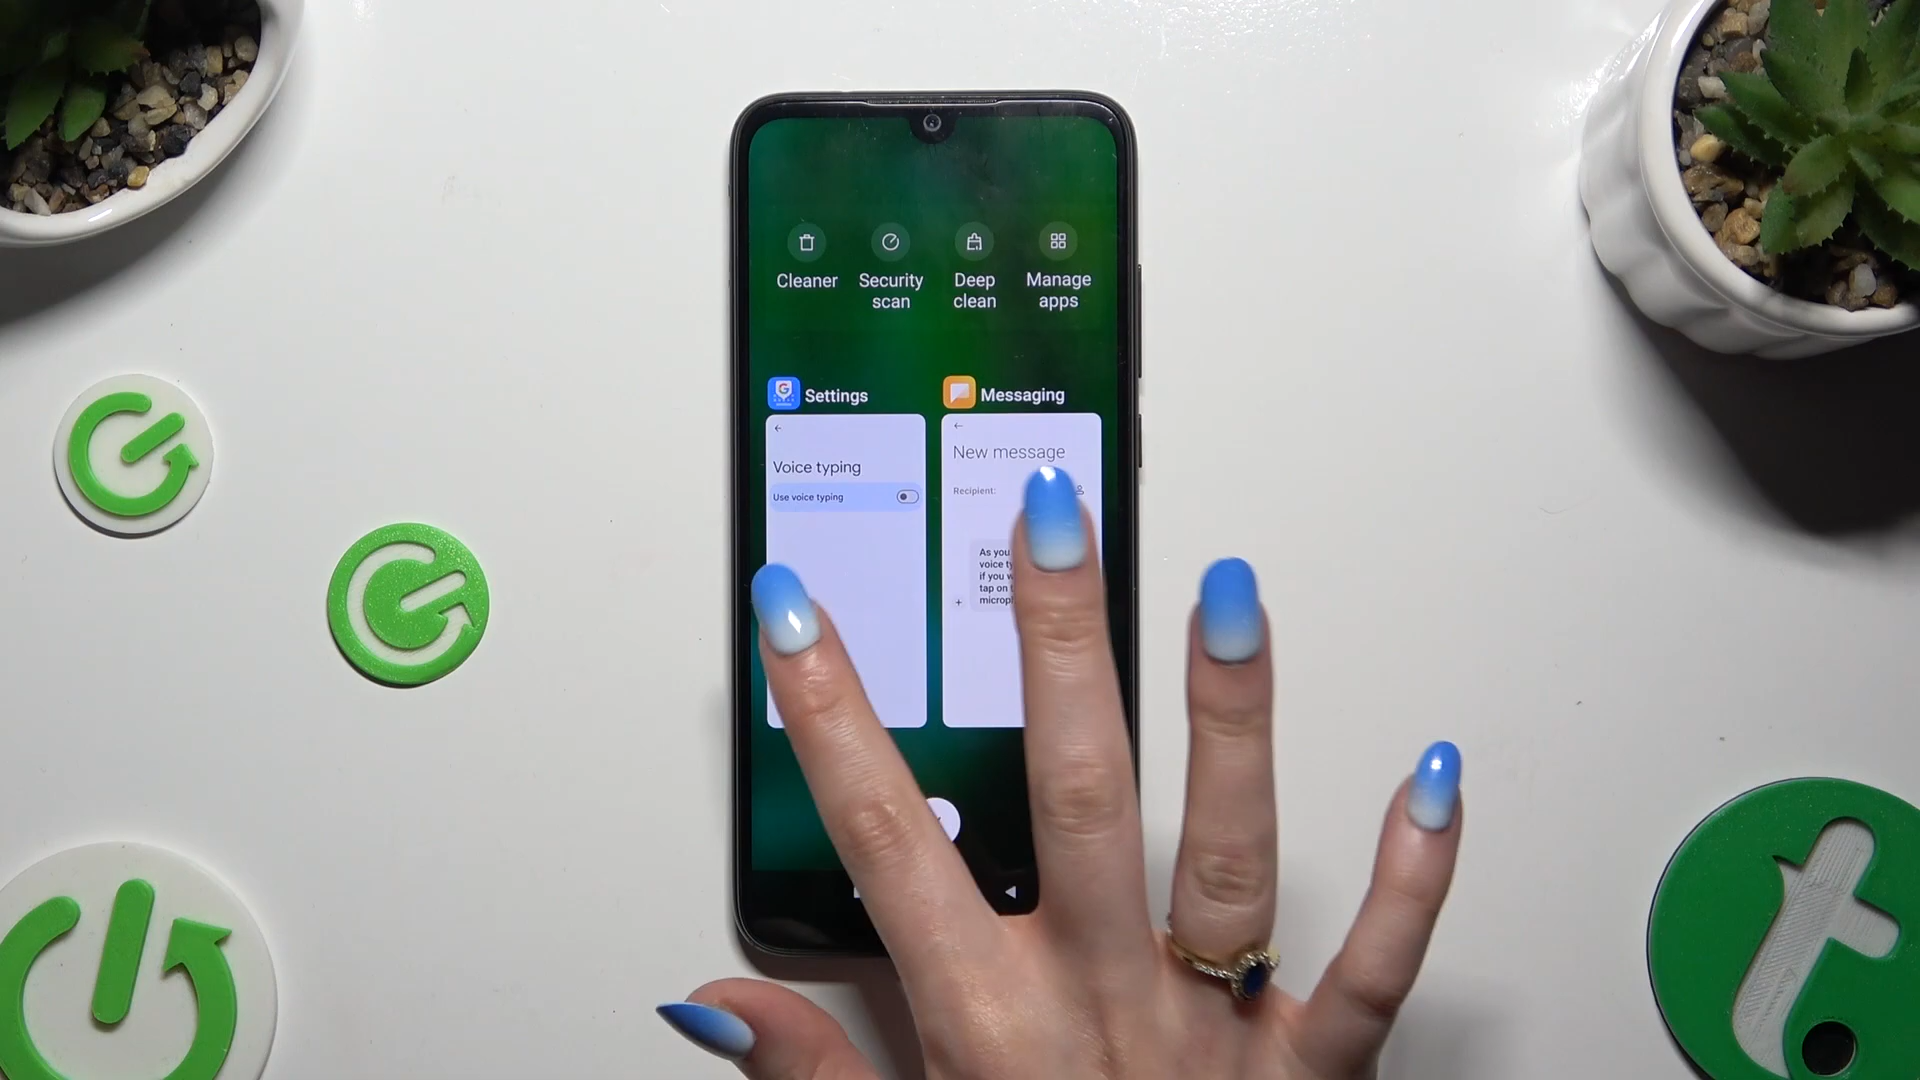 Cleaner
Security
scan
Deep
clean
Manage
apps
Settings
Messaging
Voice typing
Use voice typing
New message
Recipient:
As you
voice
if you
tap on